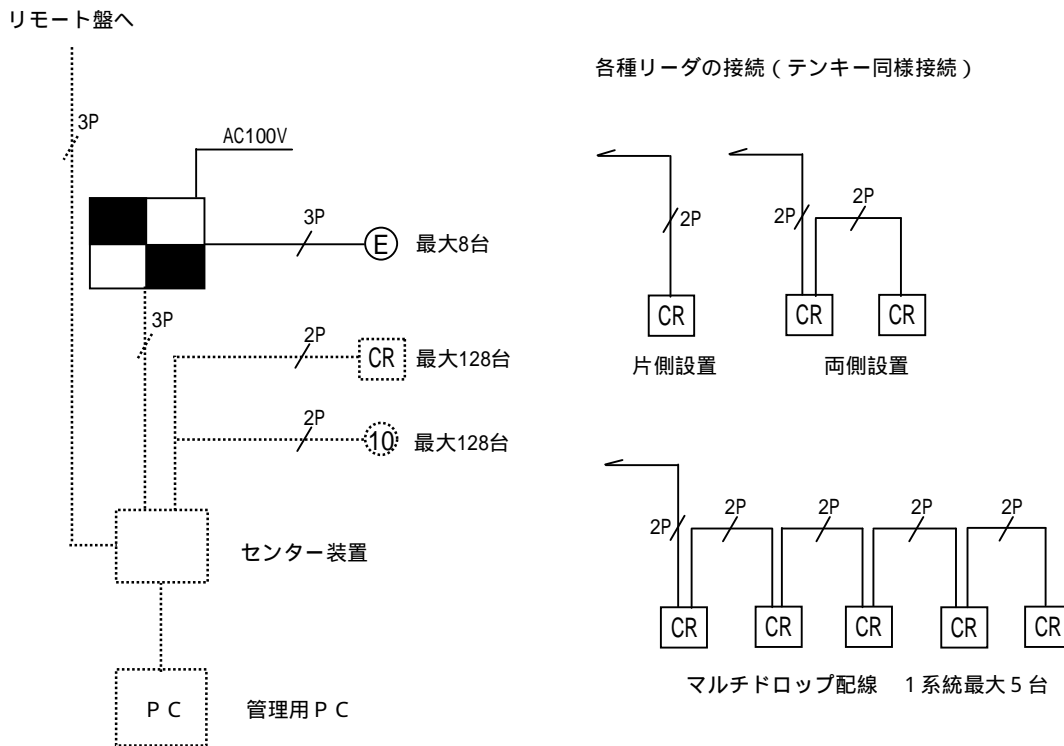 リモート盤へ
3P
AC100V
3P
E 最大8台
3P
2P
CR 最大128台
2P
10 最大128台
センター装置
PC 管理用PC
各種リーダの接続(テンキー同様接続)
2P
CR
片側設置
2P
2P
CR
CR
両側設置
2P
2P
2P
2P
2P
CR
CR
CR
CR
CR
マルチドロップ配線 1系統最大5台